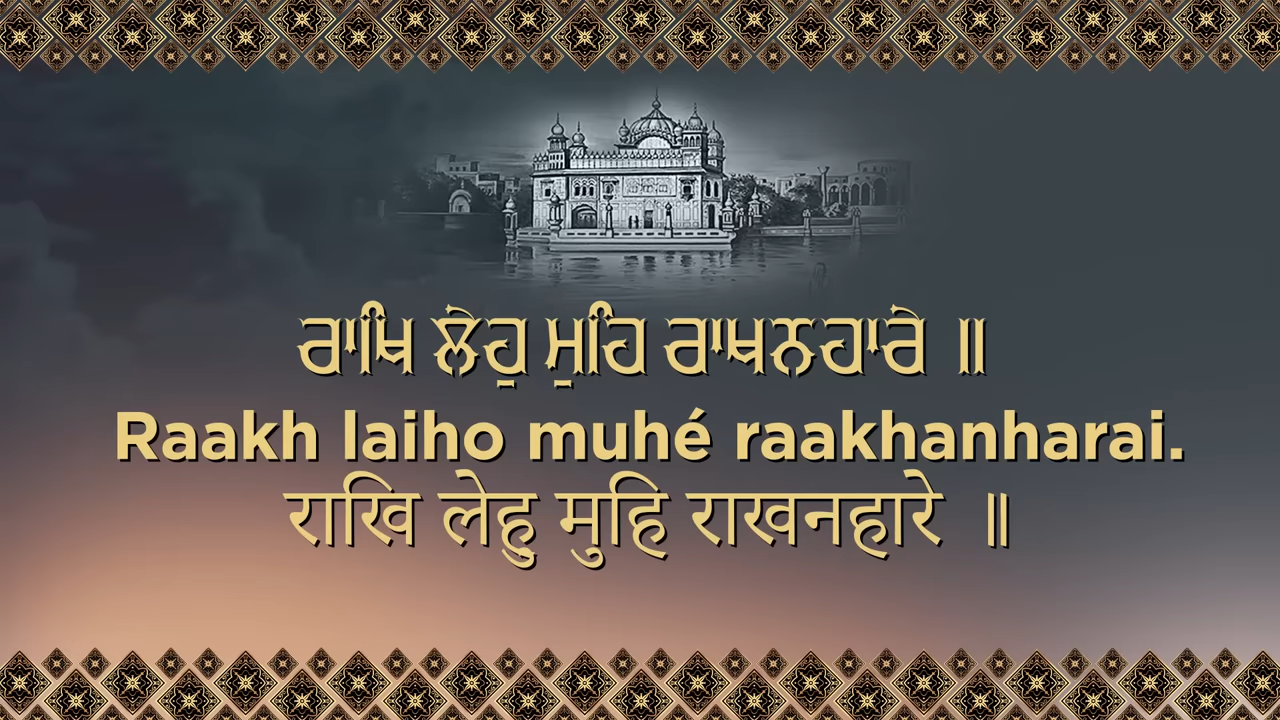 ਰਾਖਿ ਲੇਹੁ ਮੁਹਿ ਰਾਖਨਹਾਰੇ ॥
Raakh laiho muhé raakhanharai.
राखि लेहु मुहि राखनहारे ॥